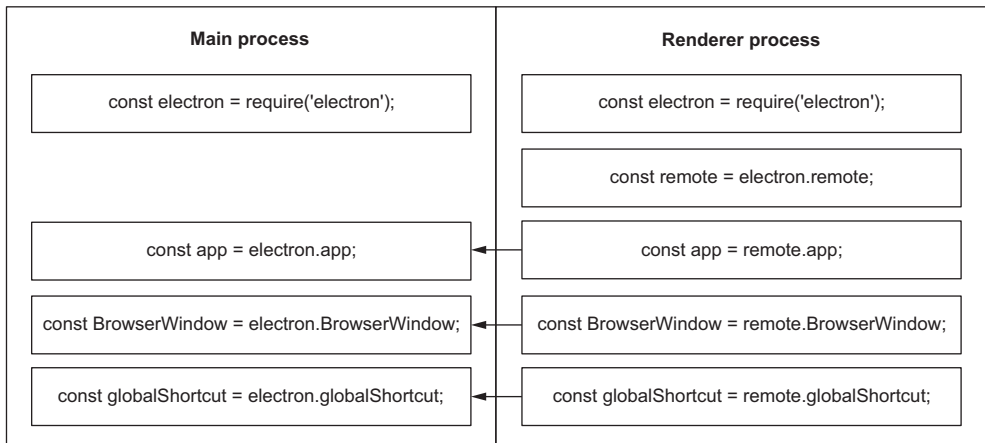 Main process
Renderer process
const electron = require('electron');
const electron = require('electron');
const remote = electron.remote;
const app = electron.app;
const app = remote.app;
const BrowserWindow = electron.BrowserWindow;
const BrowserWindow = remote.BrowserWindow;
const globalShortcut = electron.globalShortcut;
const globalShortcut = remote.globalShortcut;